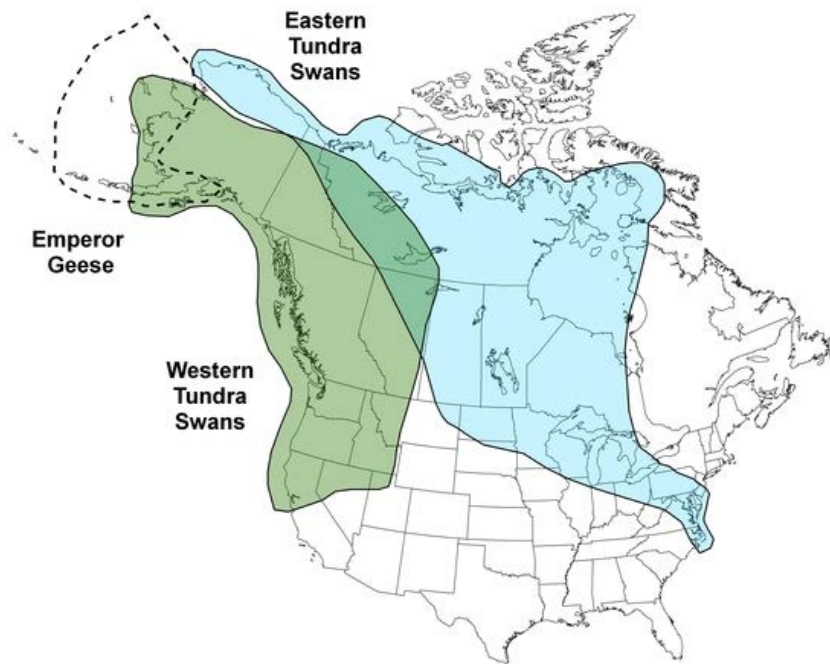 Eastern
Tundra
Swans
Emperor
Geese
Western
Tundra
Swans